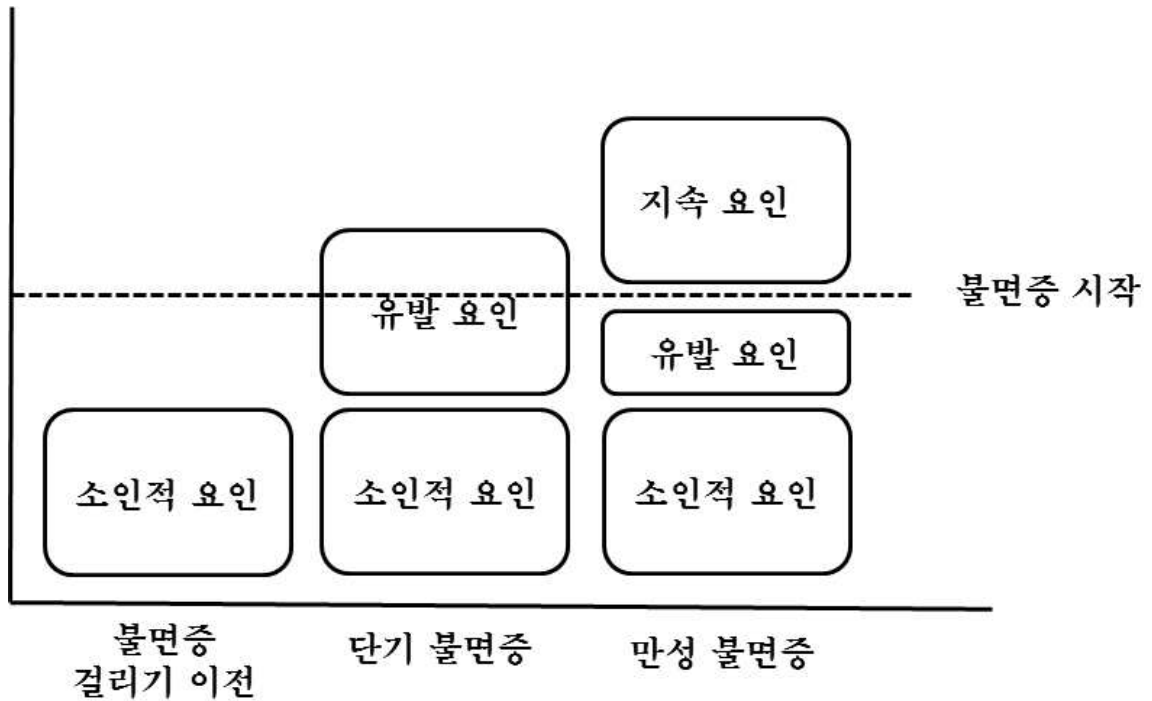 지속 요인
불면증 시작
유발 요인
유발 요인
소인적 요인
소인적 요인
소인적 요인
불면증
걸리기 이전
단기 불면증
만성 불면증